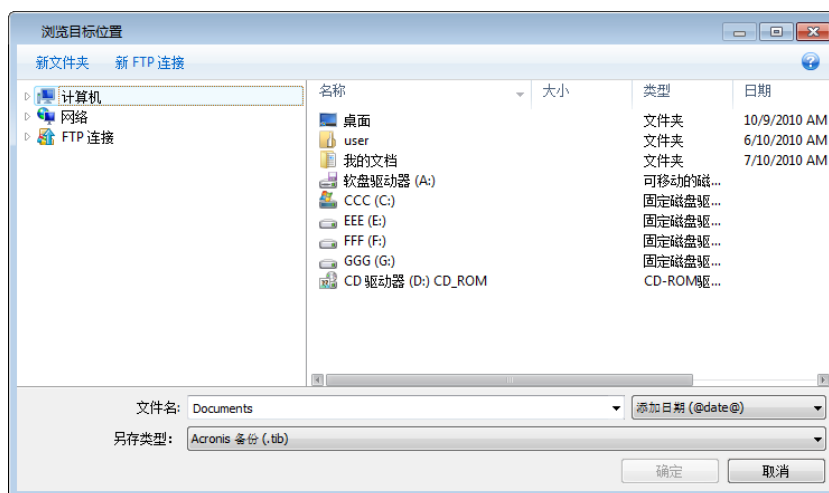 浏览目标位置
新文件夹 新 FTP 连接
计算机
网络
FTP 连接
名称 大小 类型 日期
桌面 文件夹 10/9/2010 AM
user 文件夹 6/10/2010 AM
我的文档 文件夹 7/10/2010 AM
软盘驱动器 (A:) 可移动的磁...
CCC (C:) 固定磁盘驱...
EEE (E:) 固定磁盘驱...
FFF (F:) 固定磁盘驱...
GGG (G:) 固定磁盘驱...
CD 驱动器 (D:) CD_ROM CD-ROM驱...
文件名: Documents 添加日期 (@date@)
另存类型: Acronis 备份 (.tib)
确定 取消